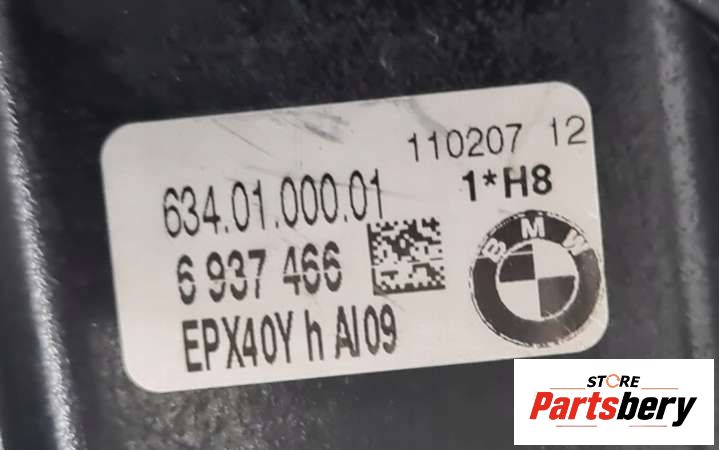 110207 12
634.01.000.01
1*H8
6 937 466
BMW
EPX40Y h AI09
STORE
Partsbery